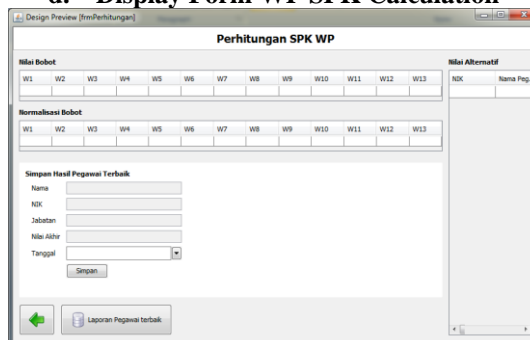 d. Display Form WP SPK Calculation
Design Preview [frmPerhitungan]
Perhitungan SPK WP
Nilai Bobot
W1 W2 W3 W4 W5 W6 W7 W8 W9 W10 W11 W12 W13
Normalisasi Bobot
W1 W2 W3 W4 W5 W6 W7 W8 W9 W10 W11 W12 W13
Nilai Alternatif
NIK Nama Peg.
Simpan Hasil Pegawai Terbaik
Nama
NIK
Jabatan
Nilai Akhir
Tanggal
Simpan
Laporan Pegawai terbaik